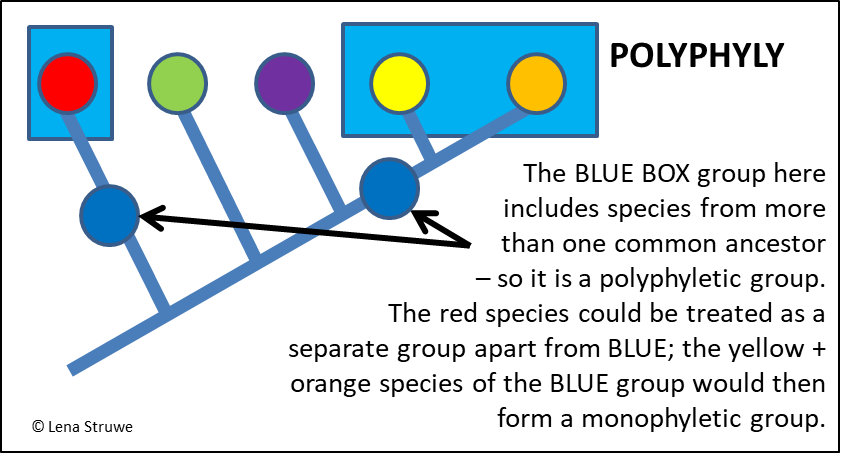 POLYPHYLY
The BLUE BOX group here
includes species from more
than one common ancestor
– so it is a polyphyletic group.
The red species could be treated as a
separate group apart from BLUE; the yellow +
orange species of the BLUE group would then
form a monophyletic group.
© Lena Struwe